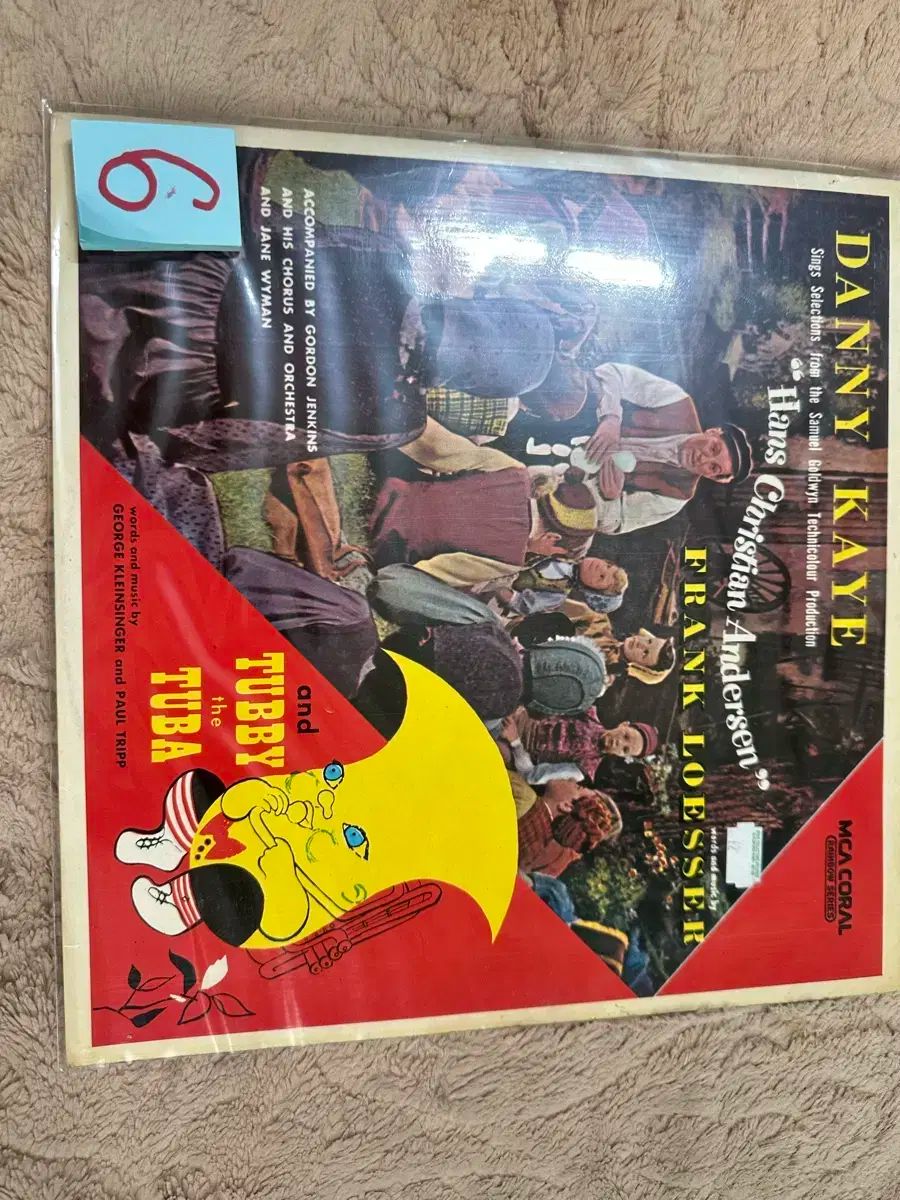 DANNY KAYE
Sings Selections from the Samuel Goldwyn Technicolour Production
"Hans Christian Andersen"
words and music by
FRANK LOESSER
MCA CORAL
RAINBOW SERIES
ACCOMPANIED BY GORDON JENKINS
AND HIS CHORUS AND ORCHESTRA
AND JANE WYMAN
and
TUBBY
the
TUBA
words and music by
GEORGE KLEINSINGER and PAUL TRIPP
6